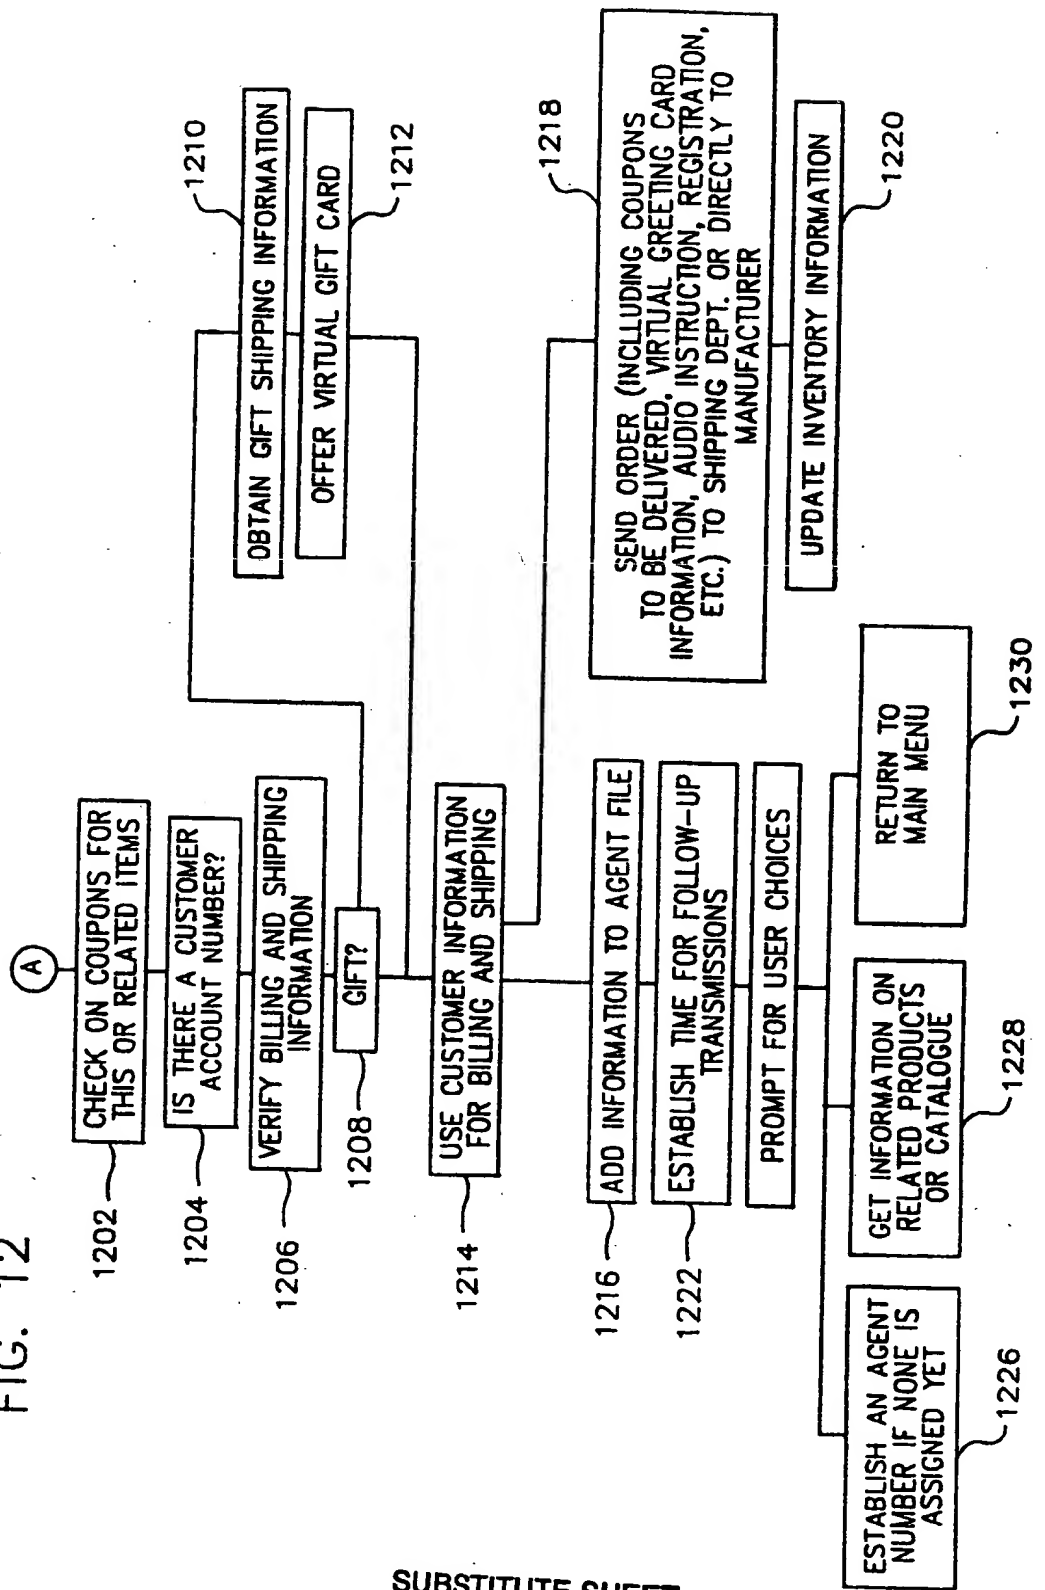 FIG. 12
A
CHECK ON COUPONS FOR
THIS OR RELATED ITEMS
1202
IS THERE A CUSTOMER
ACCOUNT NUMBER?
1204
VERIFY BILLING AND SHIPPING
INFORMATION
1206
GIFT?
1208
OBTAIN GIFT SHIPPING INFORMATION
1210
OFFER VIRTUAL GIFT CARD
1212
USE CUSTOMER INFORMATION
FOR BILLING AND SHIPPING
1214
ADD INFORMATION TO AGENT FILE
1216
SEND ORDER (INCLUDING COUPONS
TO BE DELIVERED, VIRTUAL GREETING CARD
INFORMATION, AUDIO INSTRUCTION, REGISTRATION,
ETC.) TO SHIPPING DEPT. OR DIRECTLY TO
MANUFACTURER
1218
UPDATE INVENTORY INFORMATION
1220
ESTABLISH TIME FOR FOLLOW-UP
TRANSMISSIONS
1222
PROMPT FOR USER CHOICES
ESTABLISH AN AGENT
NUMBER IF NONE IS
ASSIGNED YET
1226
GET INFORMATION ON
RELATED PRODUCTS
OR CATALOGUE
1228
RETURN TO
MAIN MENU
1230
SUBSTITUTE SHEET